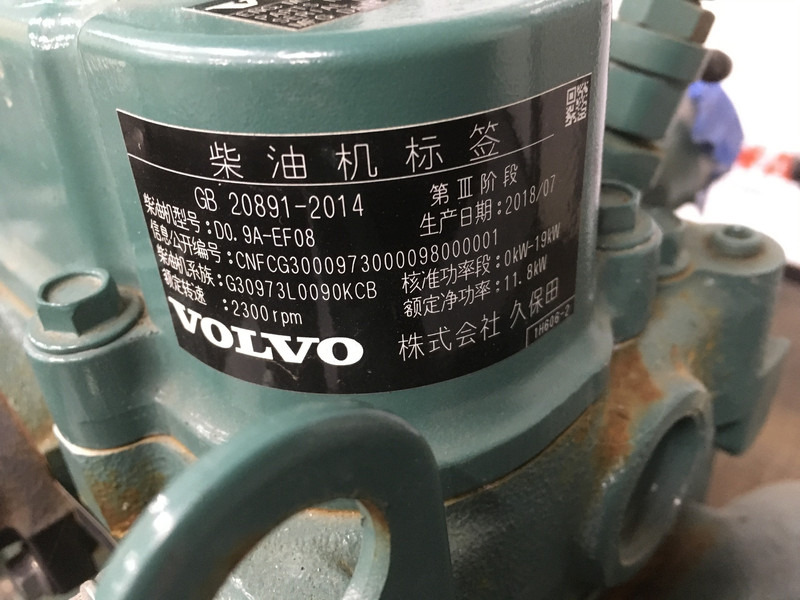 柴油机标签
GB 20891-2014 第Ⅲ阶段
柴油机型号:D0.9A-EF08 生产日期:2018/07
信息公开编号:CNFCG30009730000098000001
柴油机系族:G30973L0090KCB 核准功率段:0kW-19kW
额定转速:2300rpm 额定净功率:11.8kW
VOLVO 株式会社 久保田
1H606-2